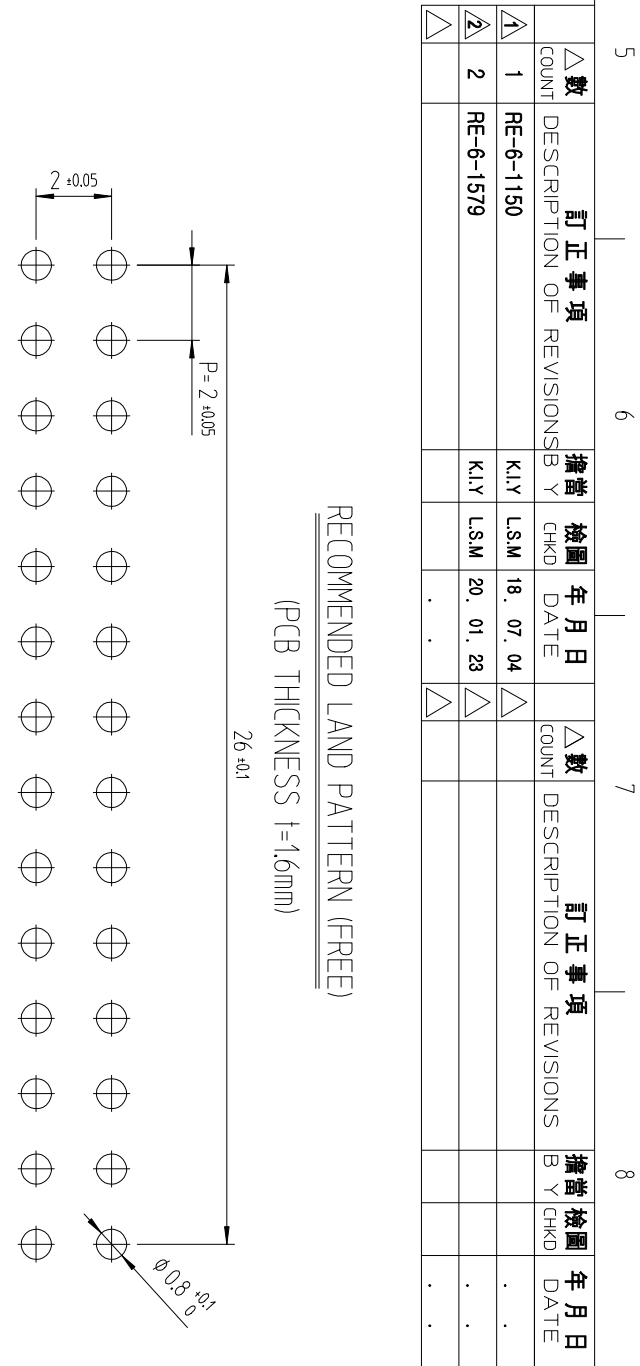 5 6 7 8
△數 訂 正 事 項 擔當 檢圖 年 月 日 △數 訂 正 事 項 擔當 檢圖 年 月 日
COUNT DESCRIPTION OF REVISIONS B Y CHKD DATE COUNT DESCRIPTION OF REVISIONS B Y CHKD DATE
1 1 RE-6-1150 K.I.Y L.S.M 18. 07. 04
2 2 RE-6-1579 K.I.Y L.S.M 20. 01. 23
RECOMMENDED LAND PATTERN (FREE)
(PCB THICKNESS t=1.6mm)
26 ±0.1
P= 2 ±0.05
2 ±0.05
Ø 0.8 +0.1 0